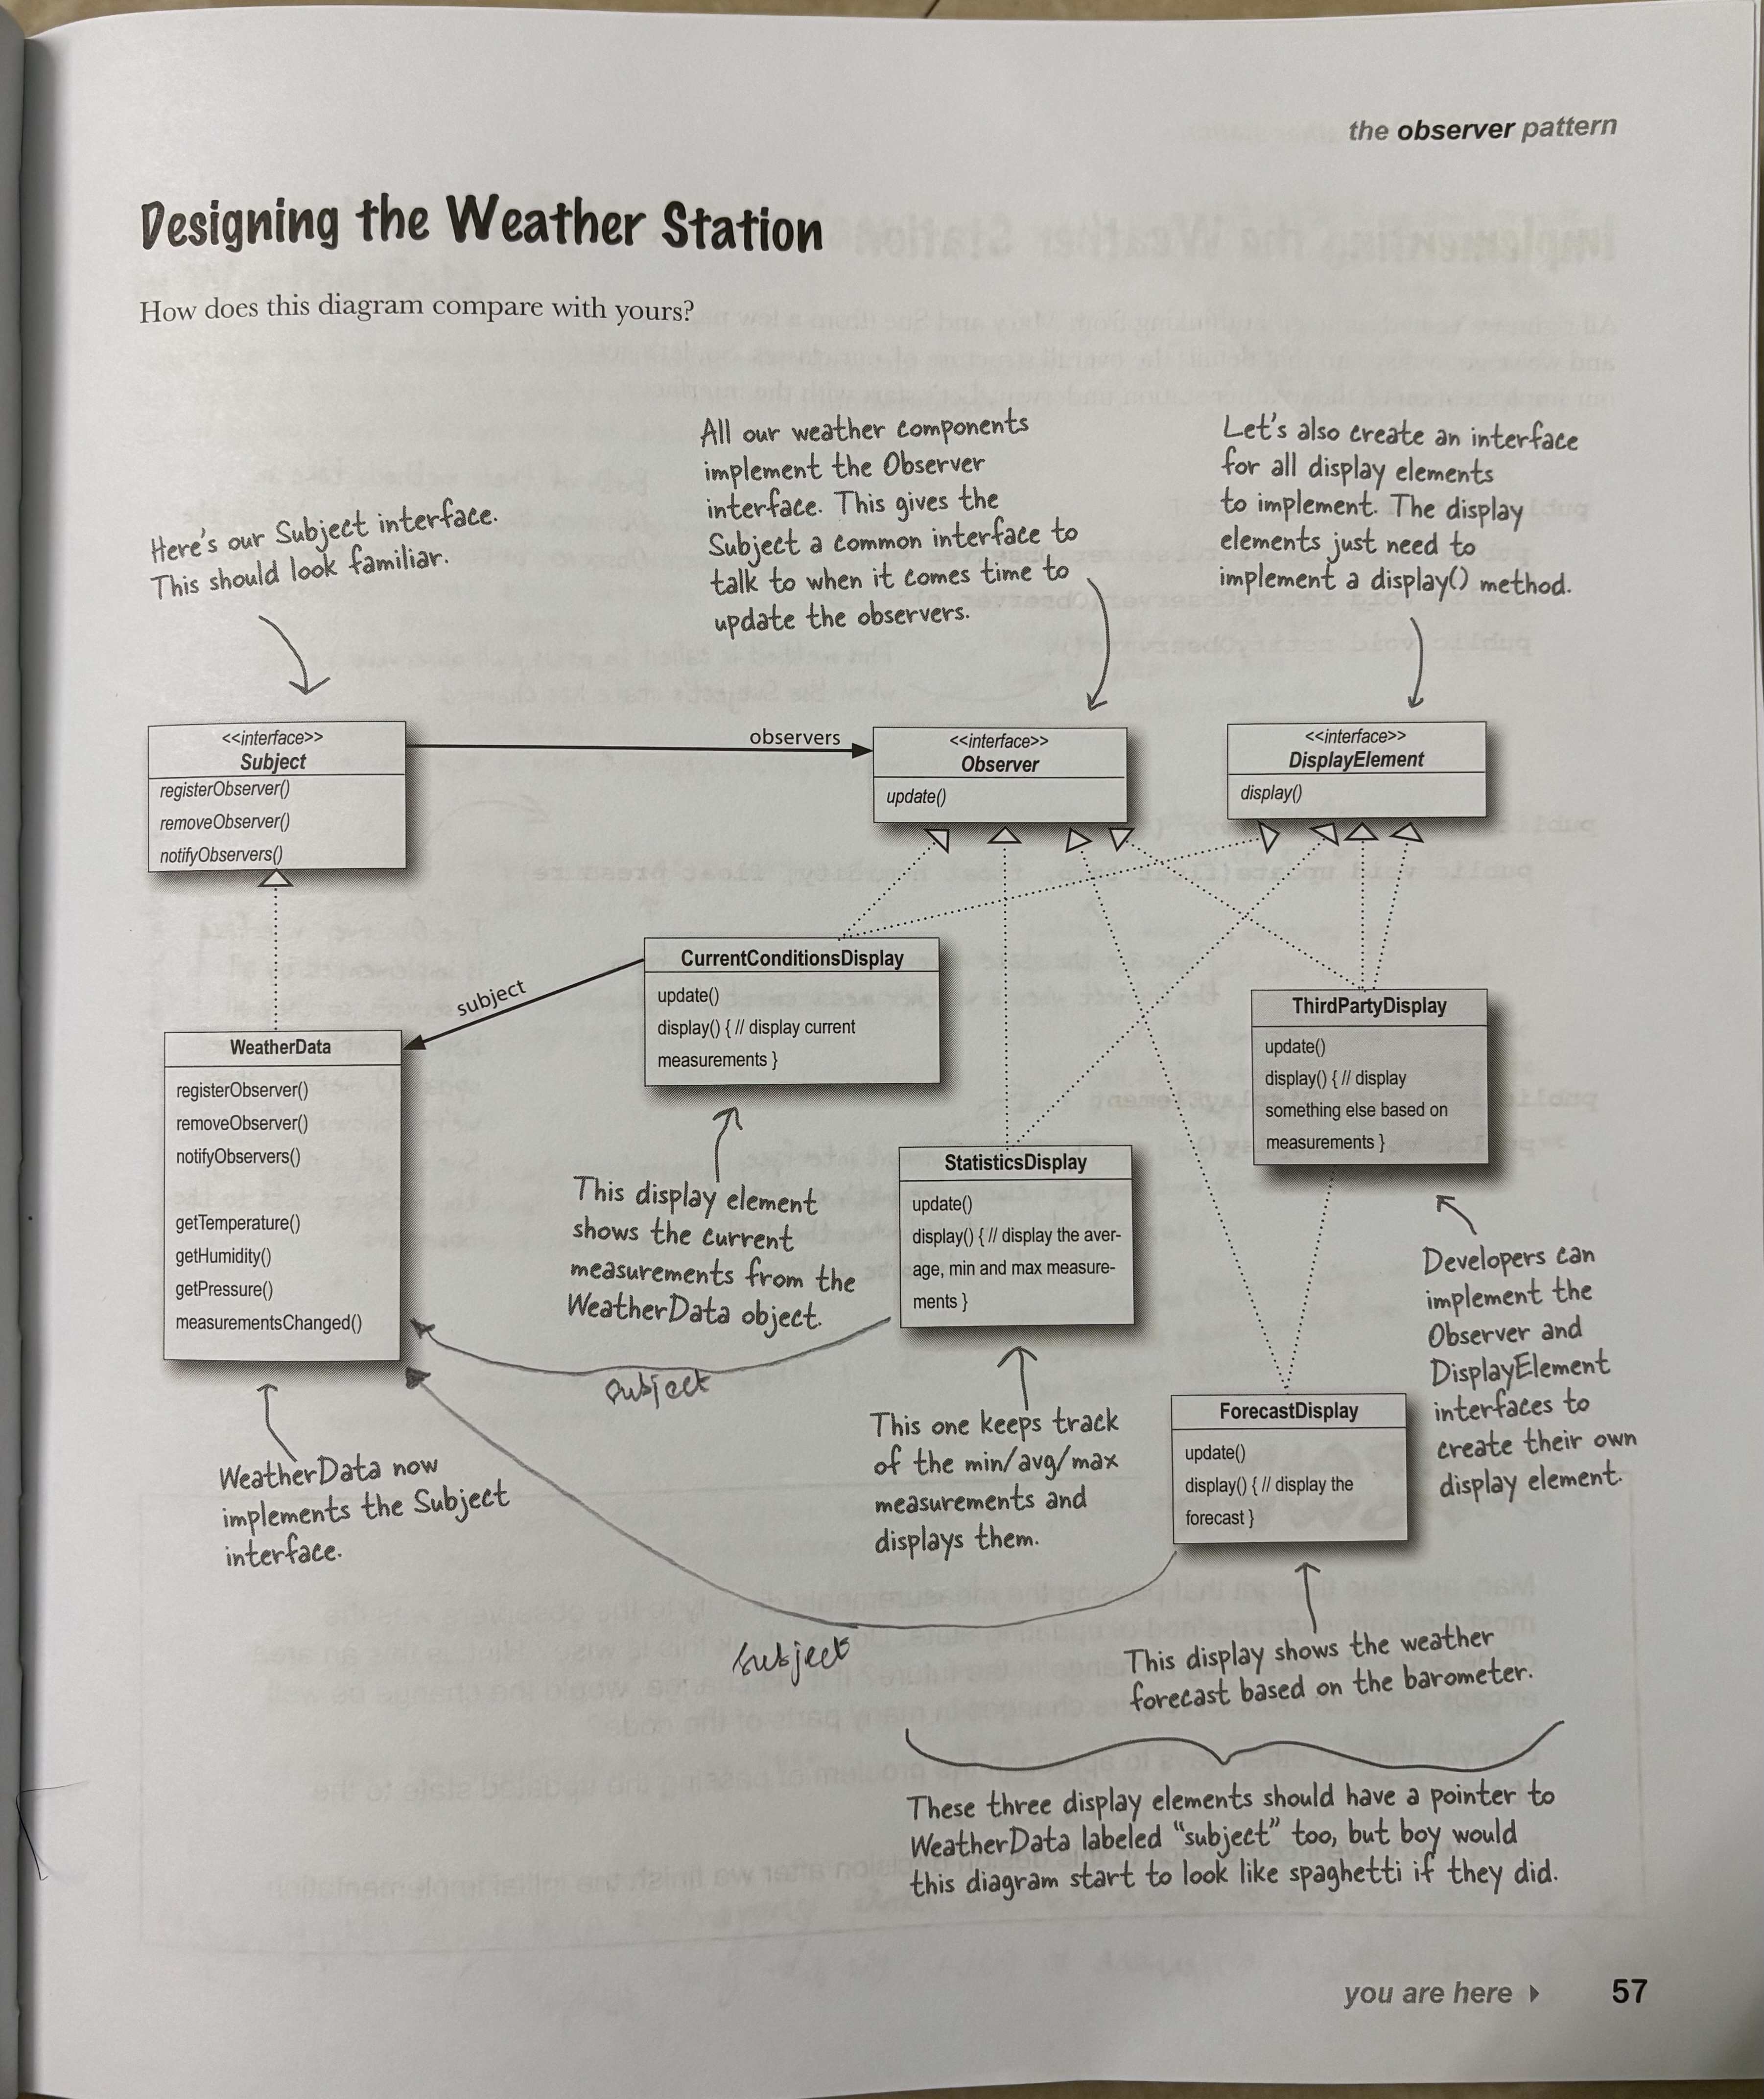 the observer pattern
Designing the Weather Station
How does this diagram compare with yours?
Here's our Subject interface.
This should look familiar.
All our weather components
implement the Observer
interface. This gives the
Subject a common interface to
talk to when it comes time to
update the observers.
Let's also create an interface
for all display elements
to implement. The display
elements just need to
implement a display() method.
<<interface>>
Subject
registerObserver()
removeObserver()
notifyObservers()
observers
<<interface>>
Observer
update()
<<interface>>
DisplayElement
display()
subject
CurrentConditionsDisplay
update()
display() { // display current
measurements }
ThirdPartyDisplay
update()
display() { // display
something else based on
measurements }
WeatherData
registerObserver()
removeObserver()
notifyObservers()
getTemperature()
getHumidity()
getPressure()
measurementsChanged()
This display element
shows the current
measurements from the
WeatherData object.
StatisticsDisplay
update()
display() { // display the aver-
age, min and max measure-
ments }
Developers can
implement the
Observer and
DisplayElement
interfaces to
create their own
display element.
subject
WeatherData now
implements the Subject
interface.
This one keeps track
of the min/avg/max
measurements and
displays them.
ForecastDisplay
update()
display() { // display the
forecast }
subject
This display shows the weather
forecast based on the barometer.
These three display elements should have a pointer to
WeatherData labeled "subject" too, but boy would
this diagram start to look like spaghetti if they did.
you are here
57